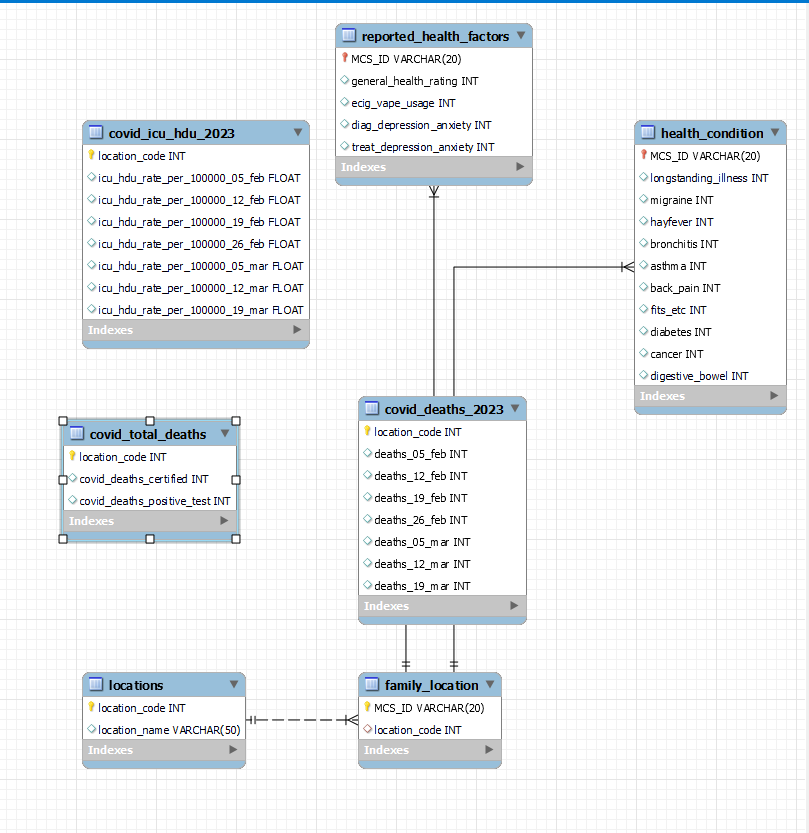 reported_health_factors
MCS_ID VARCHAR(20)
general_health_rating INT
ecig_vape_usage INT
diag_depression_anxiety INT
treat_depression_anxiety INT
Indexes
covid_icu_hdu_2023
location_code INT
icu_hdu_rate_per_100000_05_feb FLOAT
icu_hdu_rate_per_100000_12_feb FLOAT
icu_hdu_rate_per_100000_19_feb FLOAT
icu_hdu_rate_per_100000_26_feb FLOAT
icu_hdu_rate_per_100000_05_mar FLOAT
icu_hdu_rate_per_100000_12_mar FLOAT
icu_hdu_rate_per_100000_19_mar FLOAT
Indexes
health_condition
MCS_ID VARCHAR(20)
longstanding_illness INT
migraine INT
hayfever INT
bronchitis INT
asthma INT
back_pain INT
fits_etc INT
diabetes INT
cancer INT
digestive_bowel INT
Indexes
covid_total_deaths
location_code INT
covid_deaths_certified INT
covid_deaths_positive_test INT
Indexes
covid_deaths_2023
location_code INT
deaths_05_feb INT
deaths_12_feb INT
deaths_19_feb INT
deaths_26_feb INT
deaths_05_mar INT
deaths_12_mar INT
deaths_19_mar INT
Indexes
locations
location_code INT
location_name VARCHAR(50)
Indexes
family_location
MCS_ID VARCHAR(20)
location_code INT
Indexes